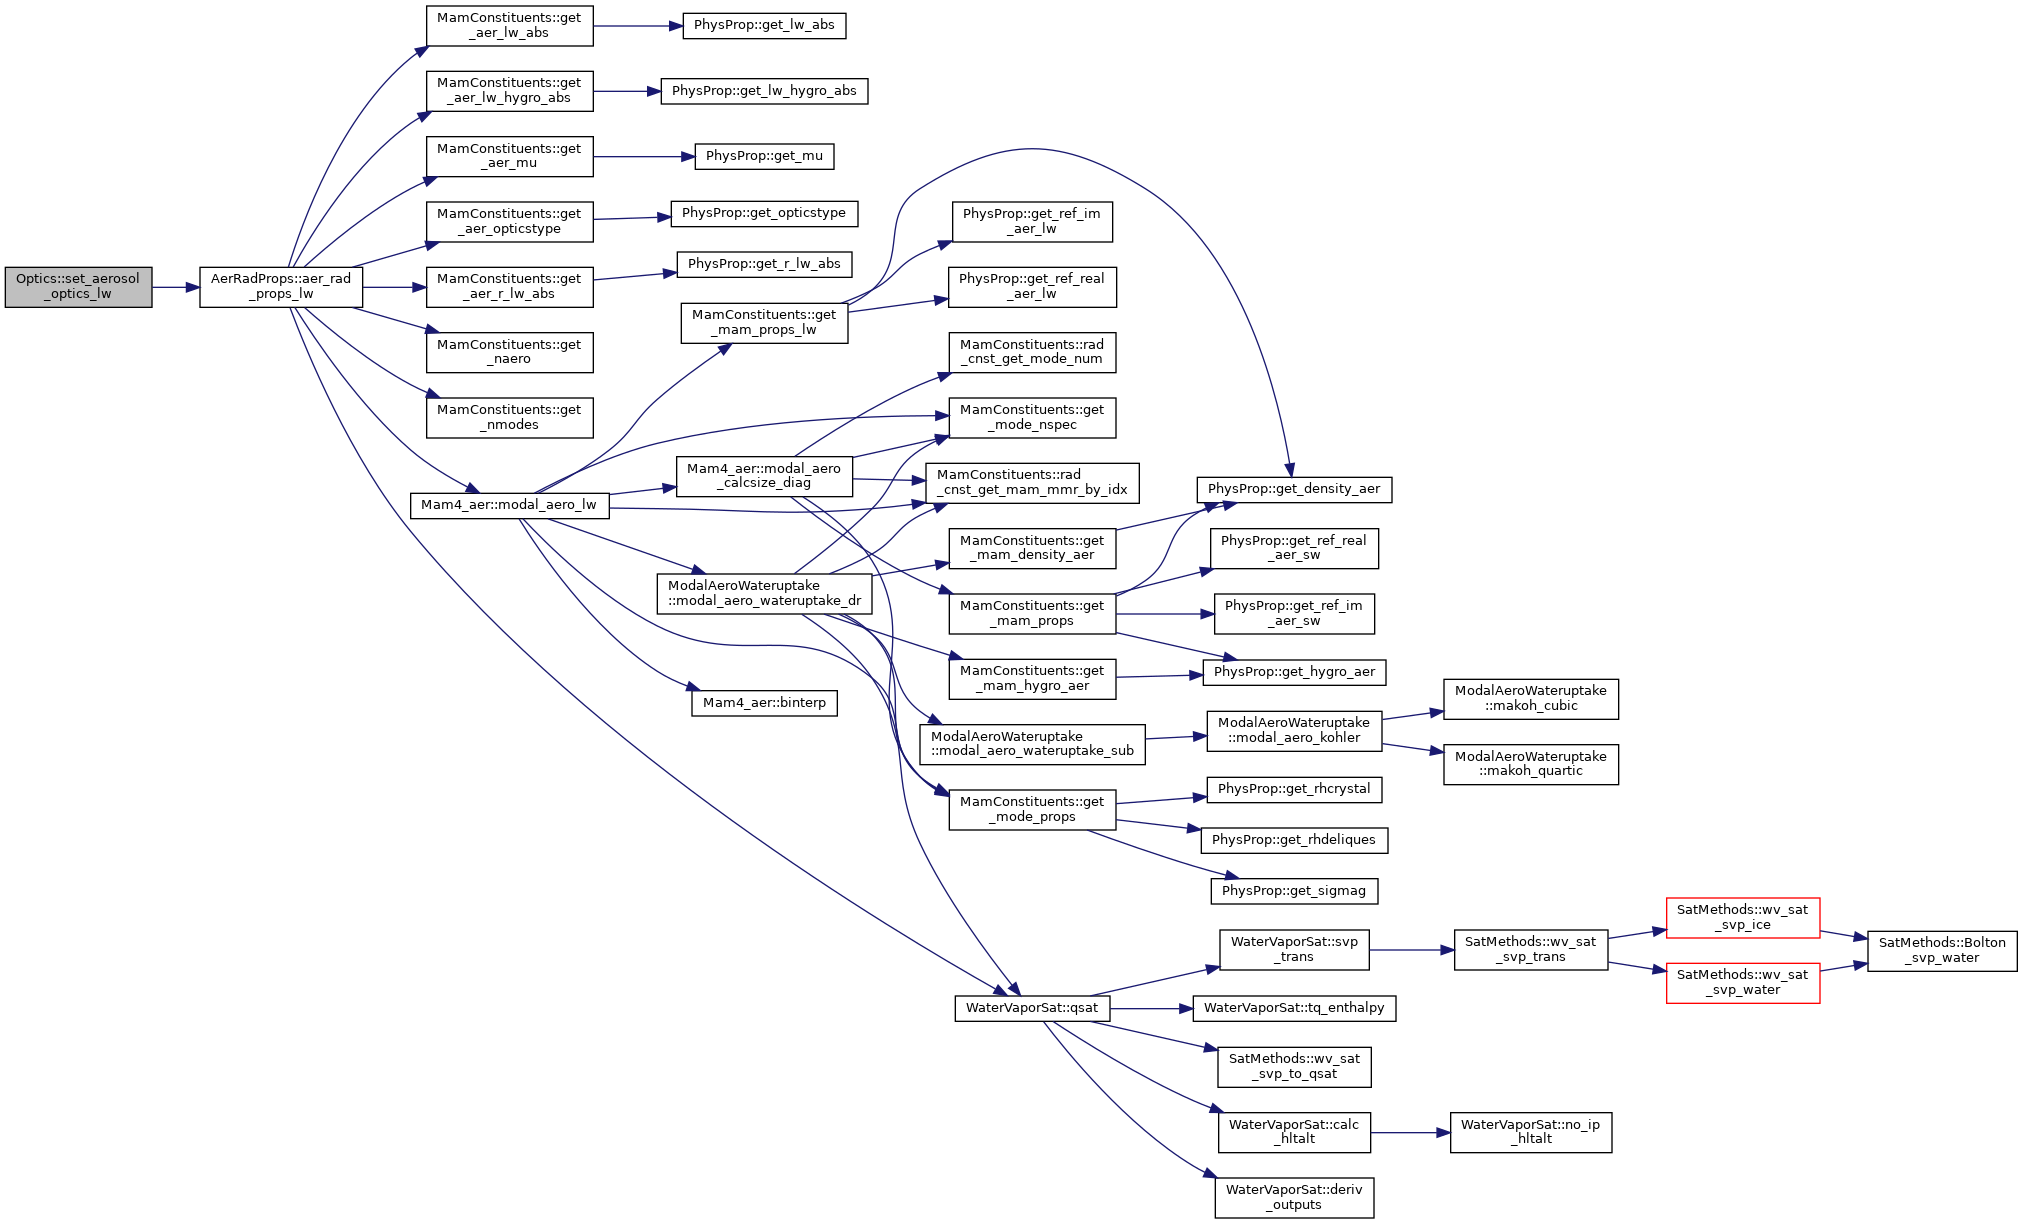 Optics::set_aerosol
_optics_lw
AerRadProps::aer_rad
_props_lw
MamConstituents::get
_aer_lw_abs
MamConstituents::get
_aer_lw_hygro_abs
MamConstituents::get
_aer_mu
MamConstituents::get
_aer_opticstype
MamConstituents::get
_aer_r_lw_abs
MamConstituents::get
_naero
MamConstituents::get
_nmodes
Mam4_aer::modal_aero_lw
PhysProp::get_lw_abs
PhysProp::get_lw_hygro_abs
PhysProp::get_mu
PhysProp::get_opticstype
PhysProp::get_r_lw_abs
MamConstituents::get
_mam_props_lw
Mam4_aer::modal_aero
_calcsize_diag
ModalAeroWateruptake
::modal_aero_wateruptake_dr
Mam4_aer::binterp
PhysProp::get_ref_im
_aer_lw
PhysProp::get_ref_real
_aer_lw
MamConstituents::rad
_cnst_get_mode_num
MamConstituents::get
_mode_nspec
MamConstituents::rad
_cnst_get_mam_mmr_by_idx
MamConstituents::get
_mam_density_aer
MamConstituents::get
_mam_props
MamConstituents::get
_mam_hygro_aer
ModalAeroWateruptake
::modal_aero_wateruptake_sub
MamConstituents::get
_mode_props
WaterVaporSat::qsat
PhysProp::get_density_aer
PhysProp::get_ref_real
_aer_sw
PhysProp::get_ref_im
_aer_sw
PhysProp::get_hygro_aer
ModalAeroWateruptake
::modal_aero_kohler
PhysProp::get_rhcrystal
PhysProp::get_rhdeliques
PhysProp::get_sigmag
WaterVaporSat::svp
_trans
WaterVaporSat::tq_enthalpy
SatMethods::wv_sat
_svp_to_qsat
WaterVaporSat::calc
_hltalt
WaterVaporSat::deriv
_outputs
ModalAeroWateruptake
::makoh_cubic
ModalAeroWateruptake
::makoh_quartic
SatMethods::wv_sat
_svp_trans
WaterVaporSat::no_ip
_hltalt
SatMethods::wv_sat
_svp_ice
SatMethods::wv_sat
_svp_water
SatMethods::Bolton
_svp_water